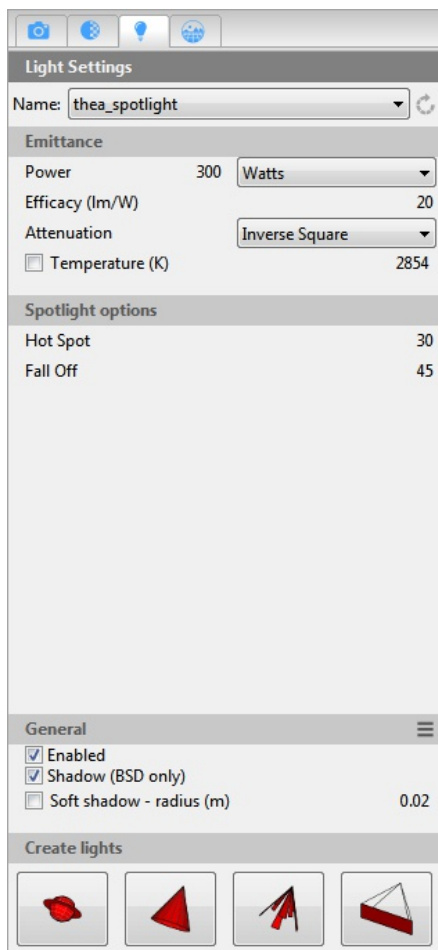 Light Settings
Name: thea_spotlight
Emittance
Power 300 Watts
Efficacy (lm/W) 20
Attenuation Inverse Square
Temperature (K) 2854
Spotlight options
Hot Spot 30
Fall Off 45
General
Enabled
Shadow (BSD only)
Soft shadow - radius (m) 0.02
Create lights